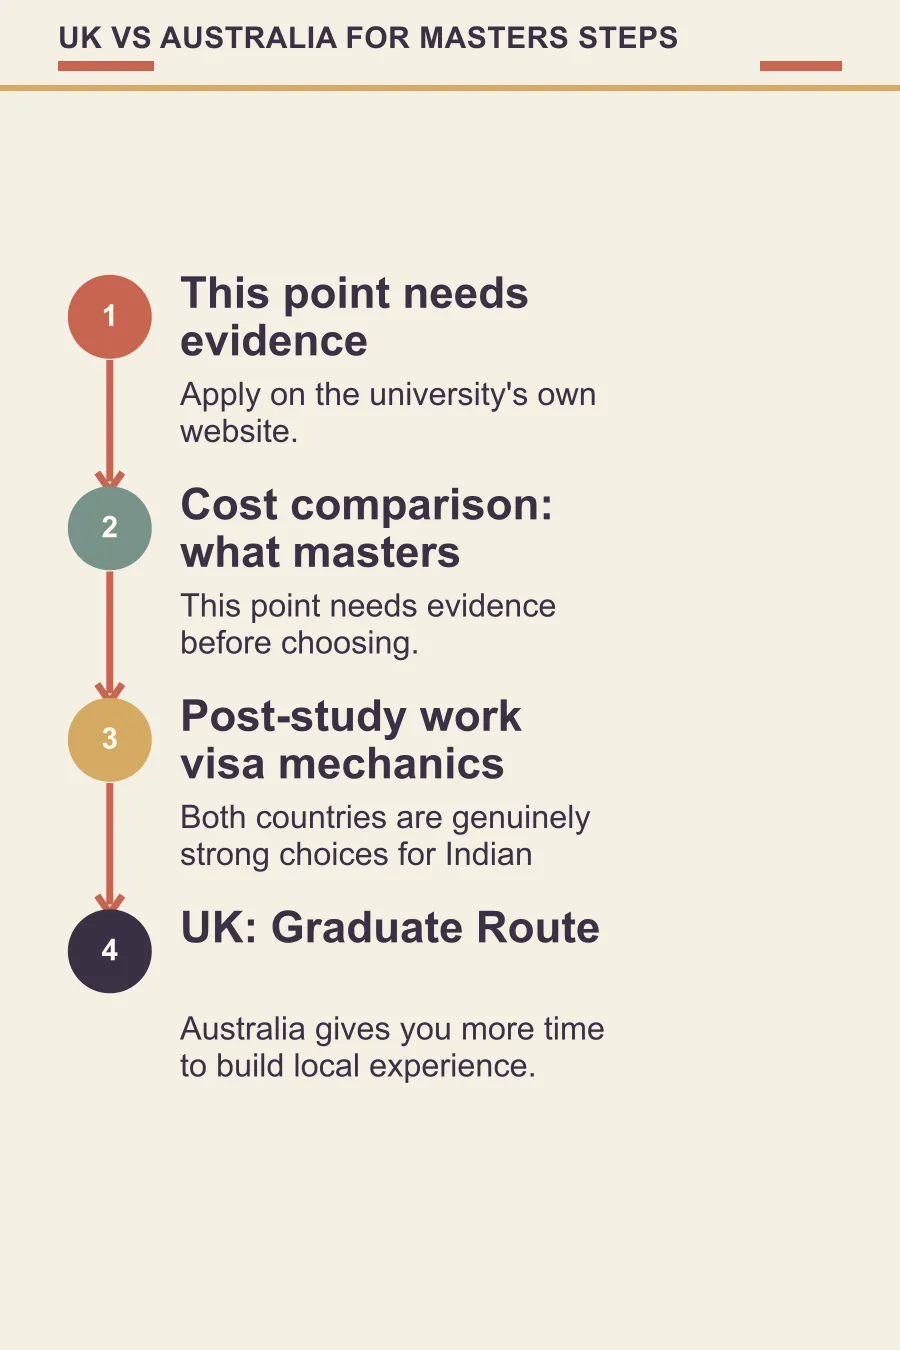 UK VS AUSTRALIA FOR MASTERS STEPS
1
This point needs
evidence
Apply on the university's own
website.
2
Cost comparison:
what masters
This point needs evidence
before choosing.
3
Post-study work
visa mechanics
Both countries are genuinely
strong choices for Indian
4
UK: Graduate Route
Australia gives you more time
to build local experience.